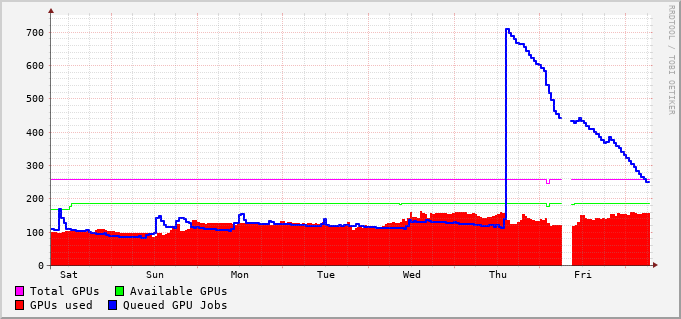 RRDTOOL / TOBI OETIKER
700
600
500
400
300
200
100
0
Sat Sun Mon Tue Wed Thu Fri
Total GPUs Available GPUs
GPUs used Queued GPU Jobs